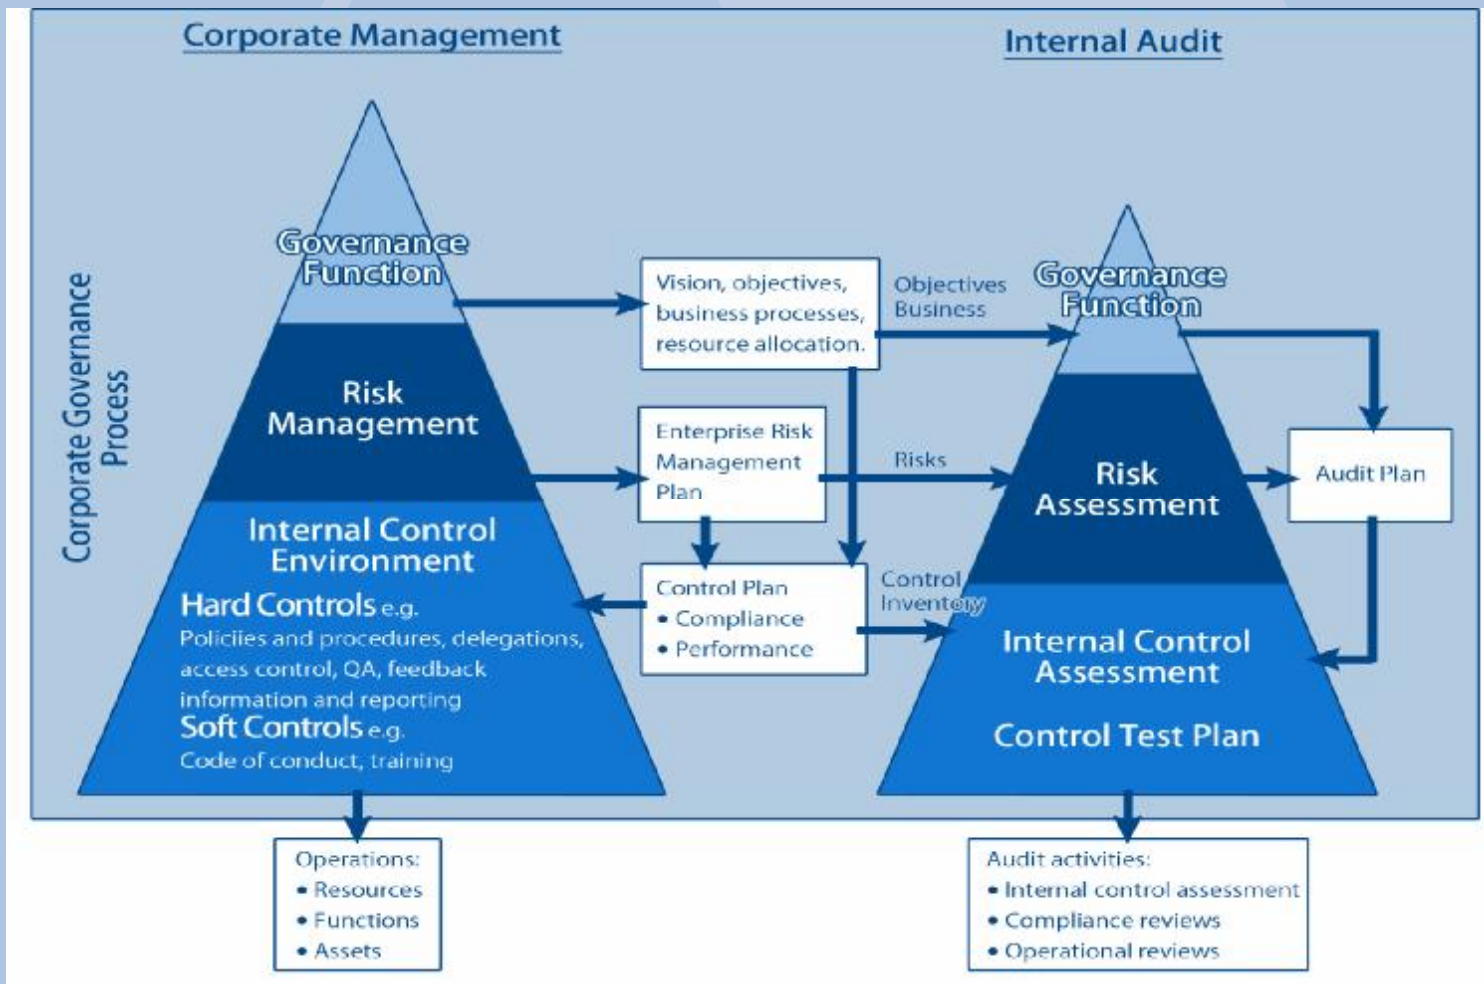 Corporate Management
Internal Audit
Corporate Governance
Process
Governance
Function
Risk
Management
Internal Control
Environment
Hard Controls e.g.
Policiies and procedures, delegations,
access control, QA, feedback
information and reporting
Soft Controls e.g.
Code of conduct, training
Vision, objectives,
business processes,
resource allocation.
Enterprise Risk
Management
Plan
Control Plan
• Compliance
• Performance
Objectives
Business
Risks
Control
Inventory
Governance
Function
Risk
Assessment
Internal Control
Assessment
Control Test Plan
Audit Plan
Operations:
• Resources
• Functions
• Assets
Audit activities:
• Internal control assessment
• Compliance reviews
• Operational reviews